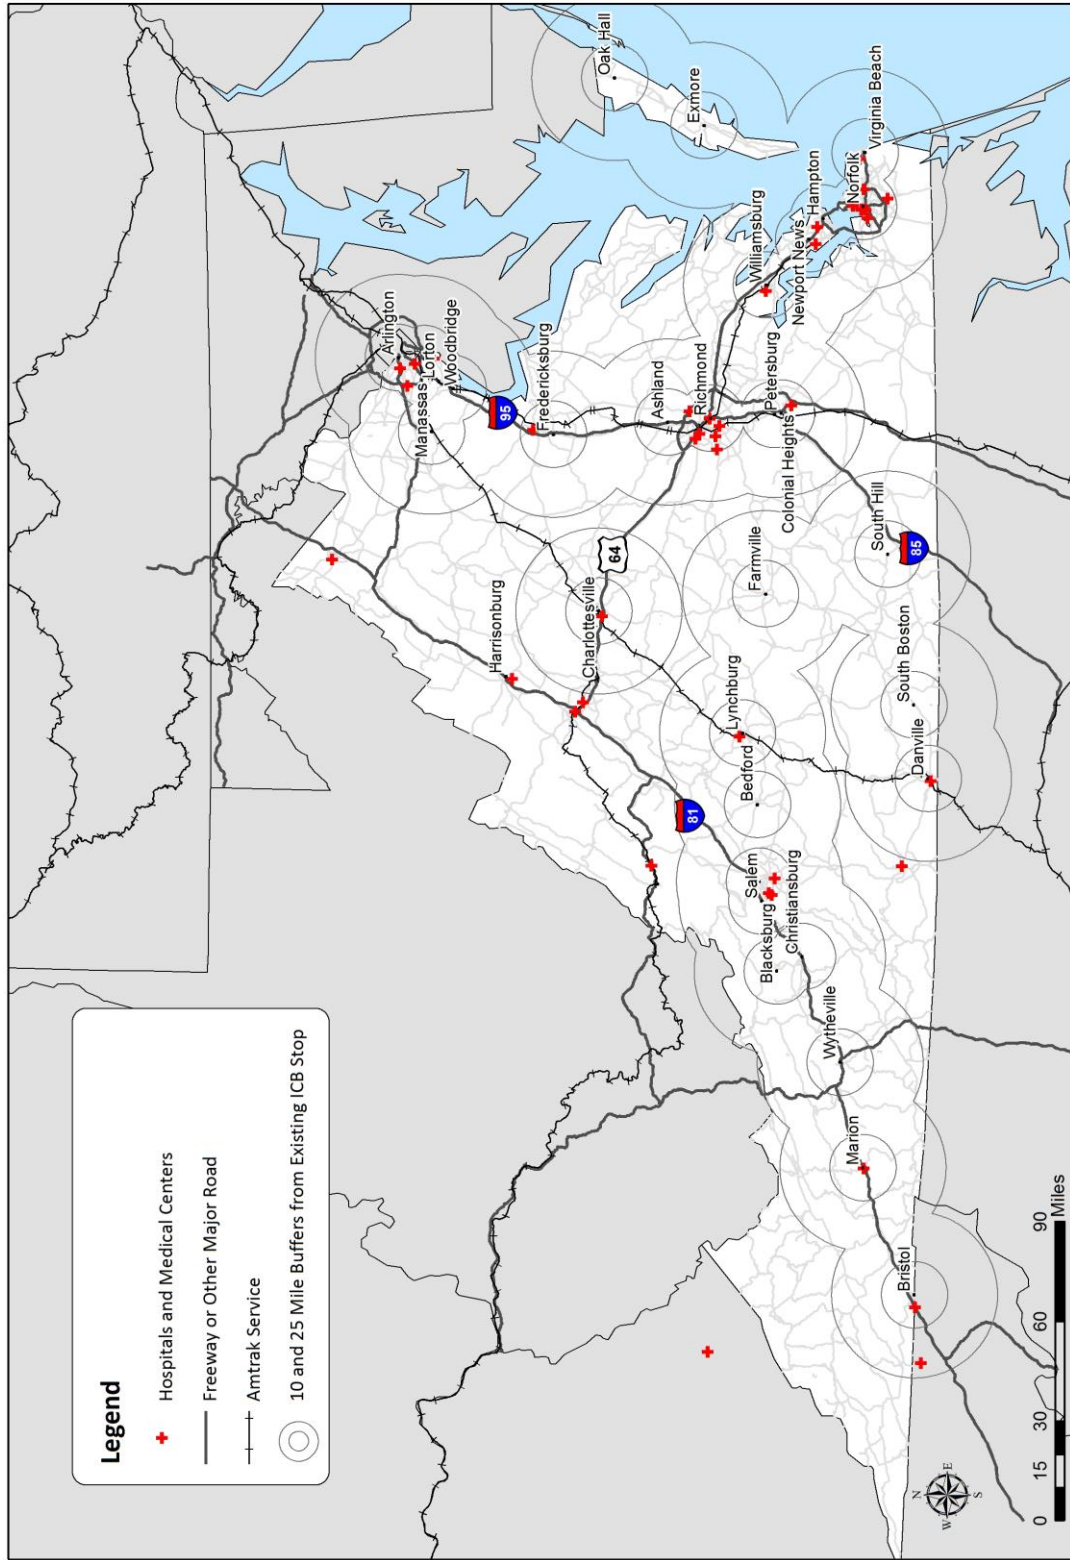 Legend
Hospitals and Medical Centers
Freeway or Other Major Road
Amtrak Service
10 and 25 Mile Buffers from Existing ICB Stop
Arlington
Lorton
Manassas
Woodbridge
95
Fredericksburg
Oak Hall
Exmore
Harrisonburg
Charlottesville
64
Ashland
Richmond
Williamsburg
Newport News
Hampton
Norfolk
Virginia Beach
Petersburg
Colonial Heights
81
Lynchburg
Bedford
Farmville
Salem
Blacksburg
Christiansburg
South Hill
85
South Boston
Danville
Wytheville
Marion
Bristol
N
W
E
S
0 15 30 60 90
Miles